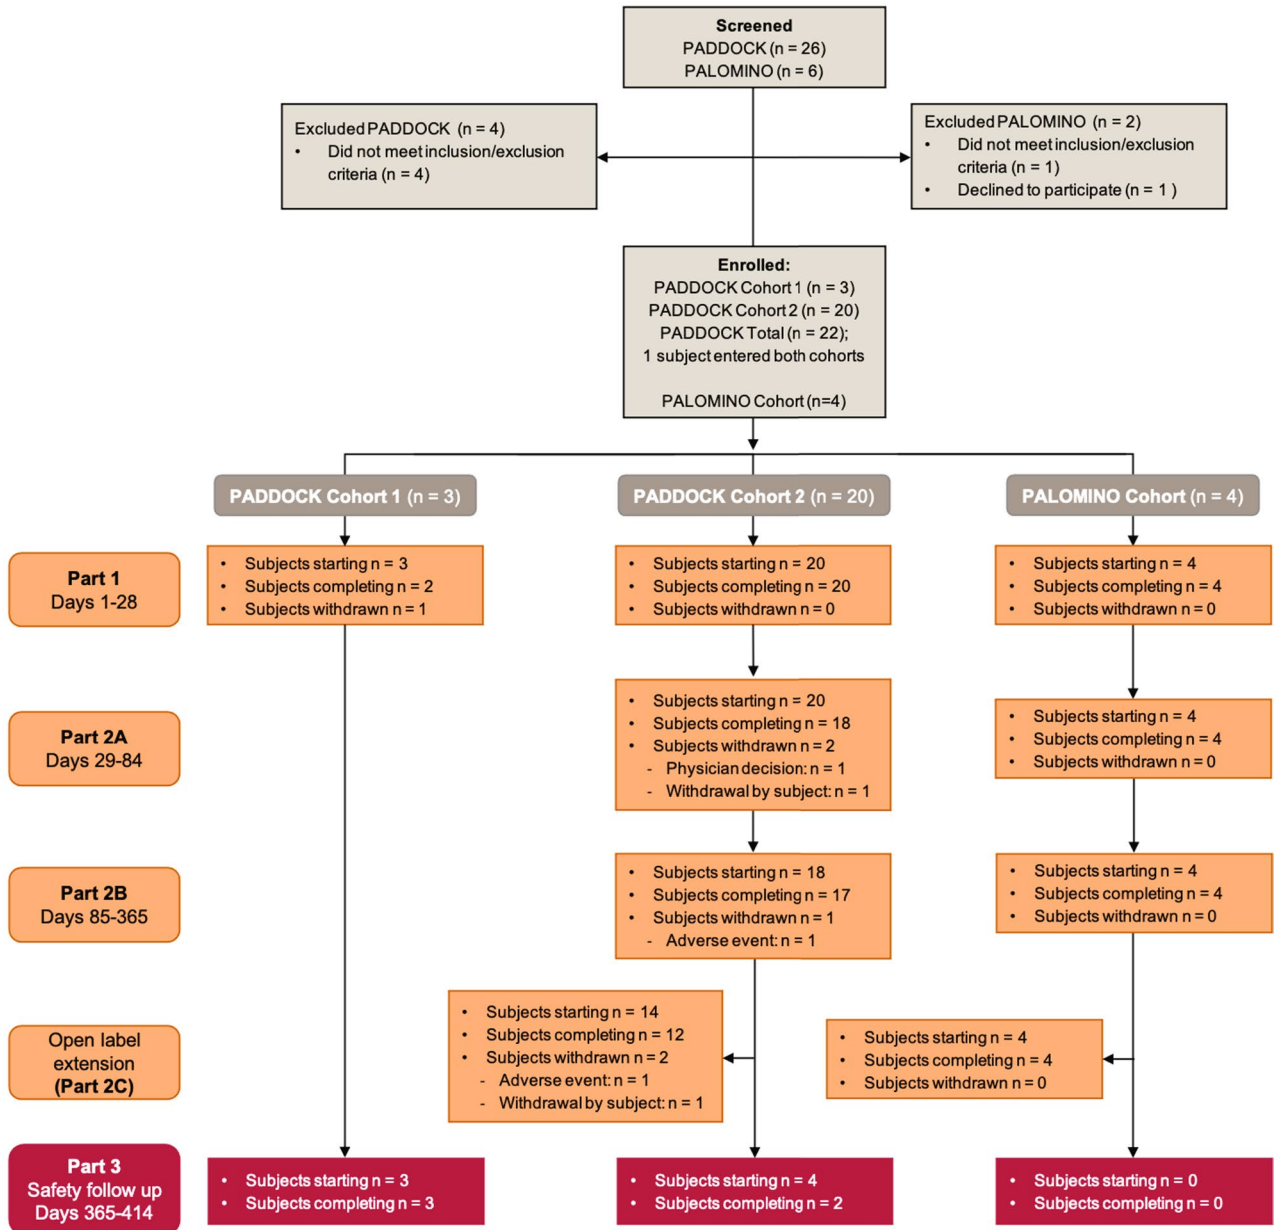 Screened
PADDOCK (n = 26)
PALOMINO (n = 6)
Excluded PADDOCK (n = 4)
• Did not meet inclusion/exclusion
criteria (n = 4)
Excluded PALOMINO (n = 2)
• Did not meet inclusion/exclusion
criteria (n = 1)
• Declined to participate (n = 1 )
Enrolled:
PADDOCK Cohort 1 (n = 3)
PADDOCK Cohort 2 (n = 20)
PADDOCK Total (n = 22);
1 subject entered both cohorts
PALOMINO Cohort (n=4)
PADDOCK Cohort 1 (n = 3)
PADDOCK Cohort 2 (n = 20)
PALOMINO Cohort (n = 4)
Part 1
Days 1-28
• Subjects starting n = 3
• Subjects completing n = 2
• Subjects withdrawn n = 1
• Subjects starting n = 20
• Subjects completing n = 20
• Subjects withdrawn n = 0
• Subjects starting n = 4
• Subjects completing n = 4
• Subjects withdrawn n = 0
Part 2A
Days 29-84
• Subjects starting n = 20
• Subjects completing n = 18
• Subjects withdrawn n = 2
- Physician decision: n = 1
- Withdrawal by subject: n = 1
• Subjects starting n = 4
• Subjects completing n = 4
• Subjects withdrawn n = 0
Part 2B
Days 85-365
• Subjects starting n = 18
• Subjects completing n = 17
• Subjects withdrawn n = 1
- Adverse event: n = 1
• Subjects starting n = 4
• Subjects completing n = 4
• Subjects withdrawn n = 0
Open label
extension
(Part 2C)
• Subjects starting n = 14
• Subjects completing n = 12
• Subjects withdrawn n = 2
- Adverse event: n = 1
- Withdrawal by subject: n = 1
• Subjects starting n = 4
• Subjects completing n = 4
• Subjects withdrawn n = 0
Part 3
Safety follow up
Days 365-414
• Subjects starting n = 3
• Subjects completing n = 3
• Subjects starting n = 4
• Subjects completing n = 2
• Subjects starting n = 0
• Subjects completing n = 0